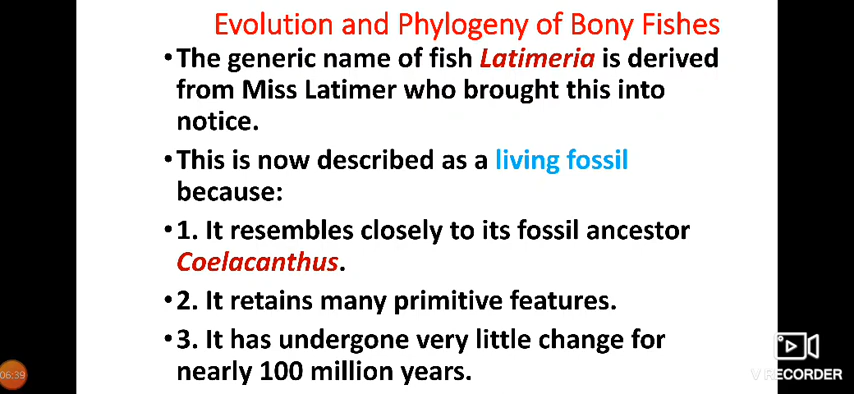 Evolution and Phylogeny of Bony Fishes
•The generic name of fish Latimeria is derived
from Miss Latimer who brought this into
notice.
•This is now described as a living fossil
because:
•1. It resembles closely to its fossil ancestor
Coelacanthus.
•2. It retains many primitive features.
•3. It has undergone very little change for
nearly 100 million years.
06:39
V RECORDER